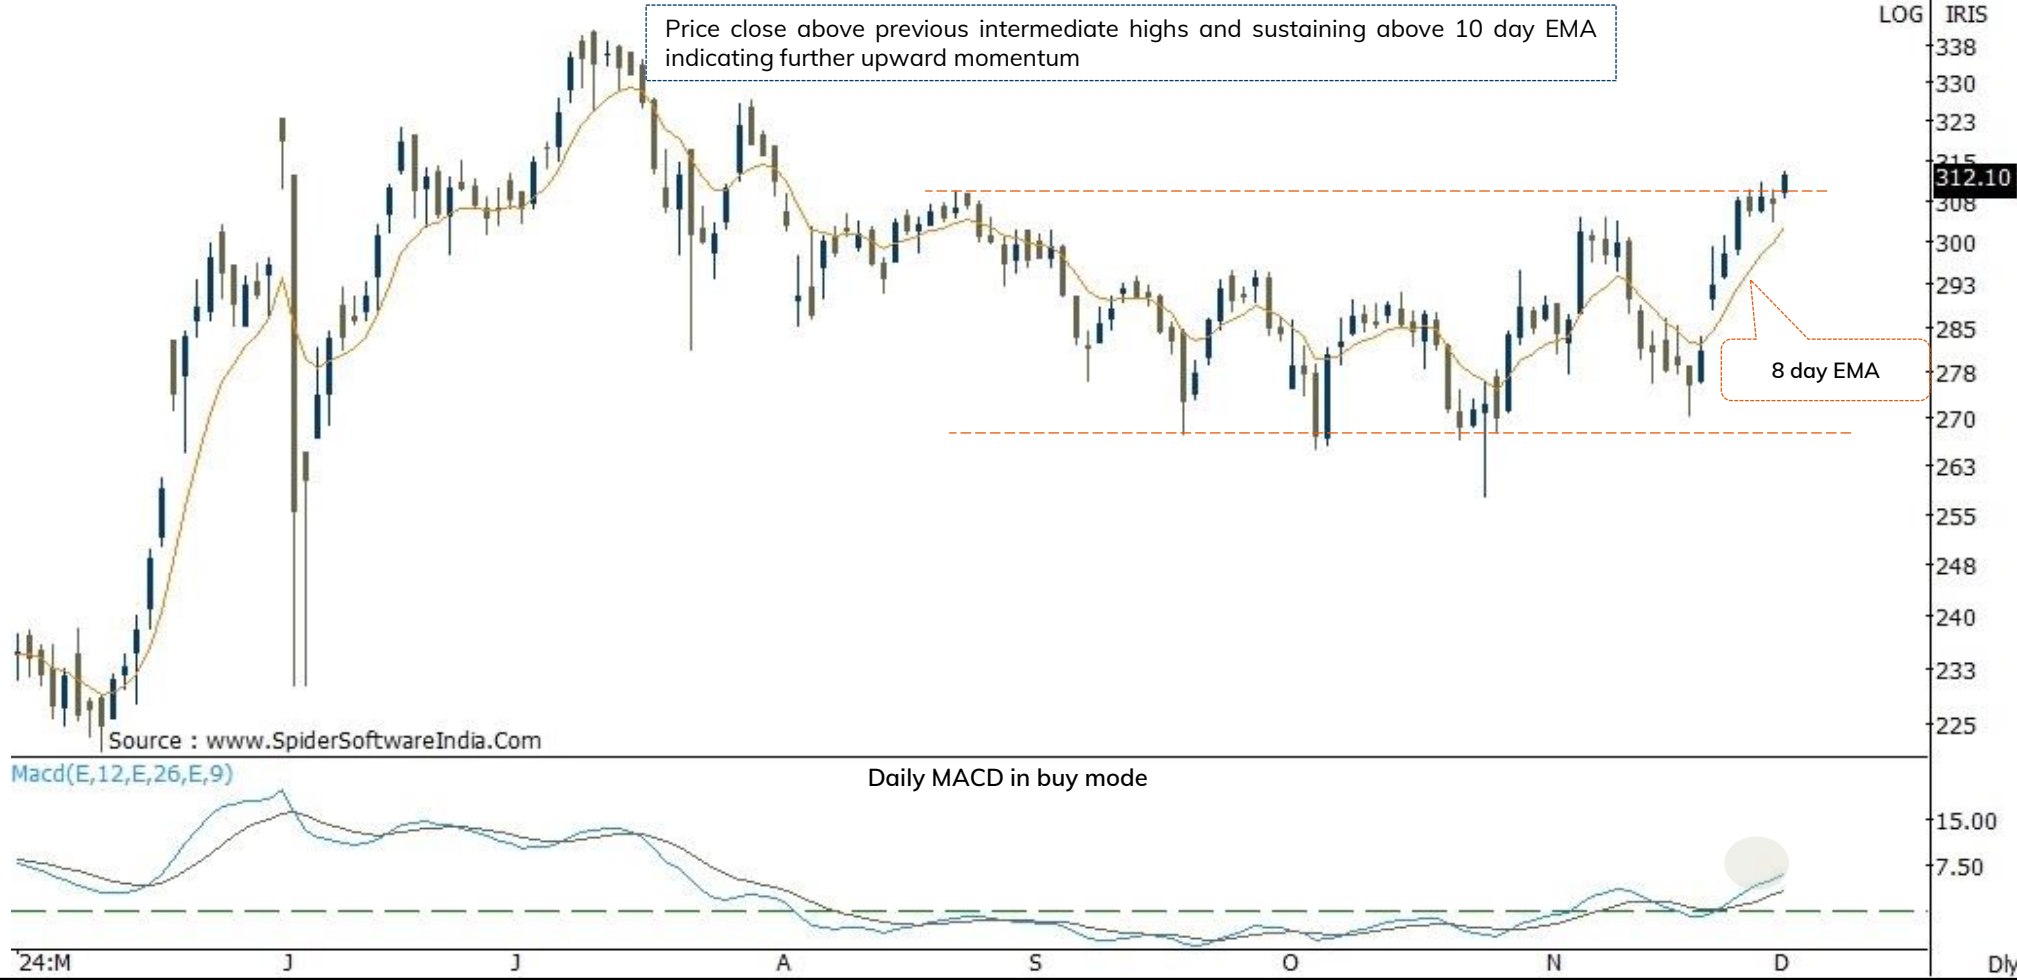 Price close above previous intermediate highs and sustaining above 10 day EMA
indicating further upward momentum
LOG IRIS
338
330
323
315
312.10
308
300
293
285
8 day EMA
278
270
263
255
248
240
233
225
Source : www.SpiderSoftwareIndia.Com
Macd(E,12,E,26,E,9)
Daily MACD in buy mode
15.00
7.50
'24:M J J A S O N D Dly